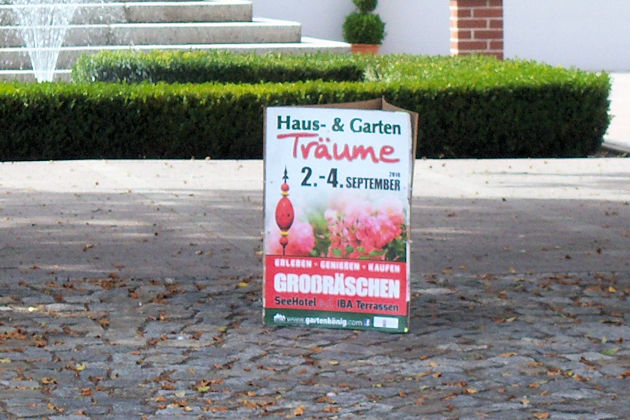 Haus- & Garten
Träume
2016
2.-4. SEPTEMBER
ERLEBEN - GENIEßEN - KAUFEN
GROßRÄSCHEN
SeeHotel IBA Terrassen
www.gartenkönig.com